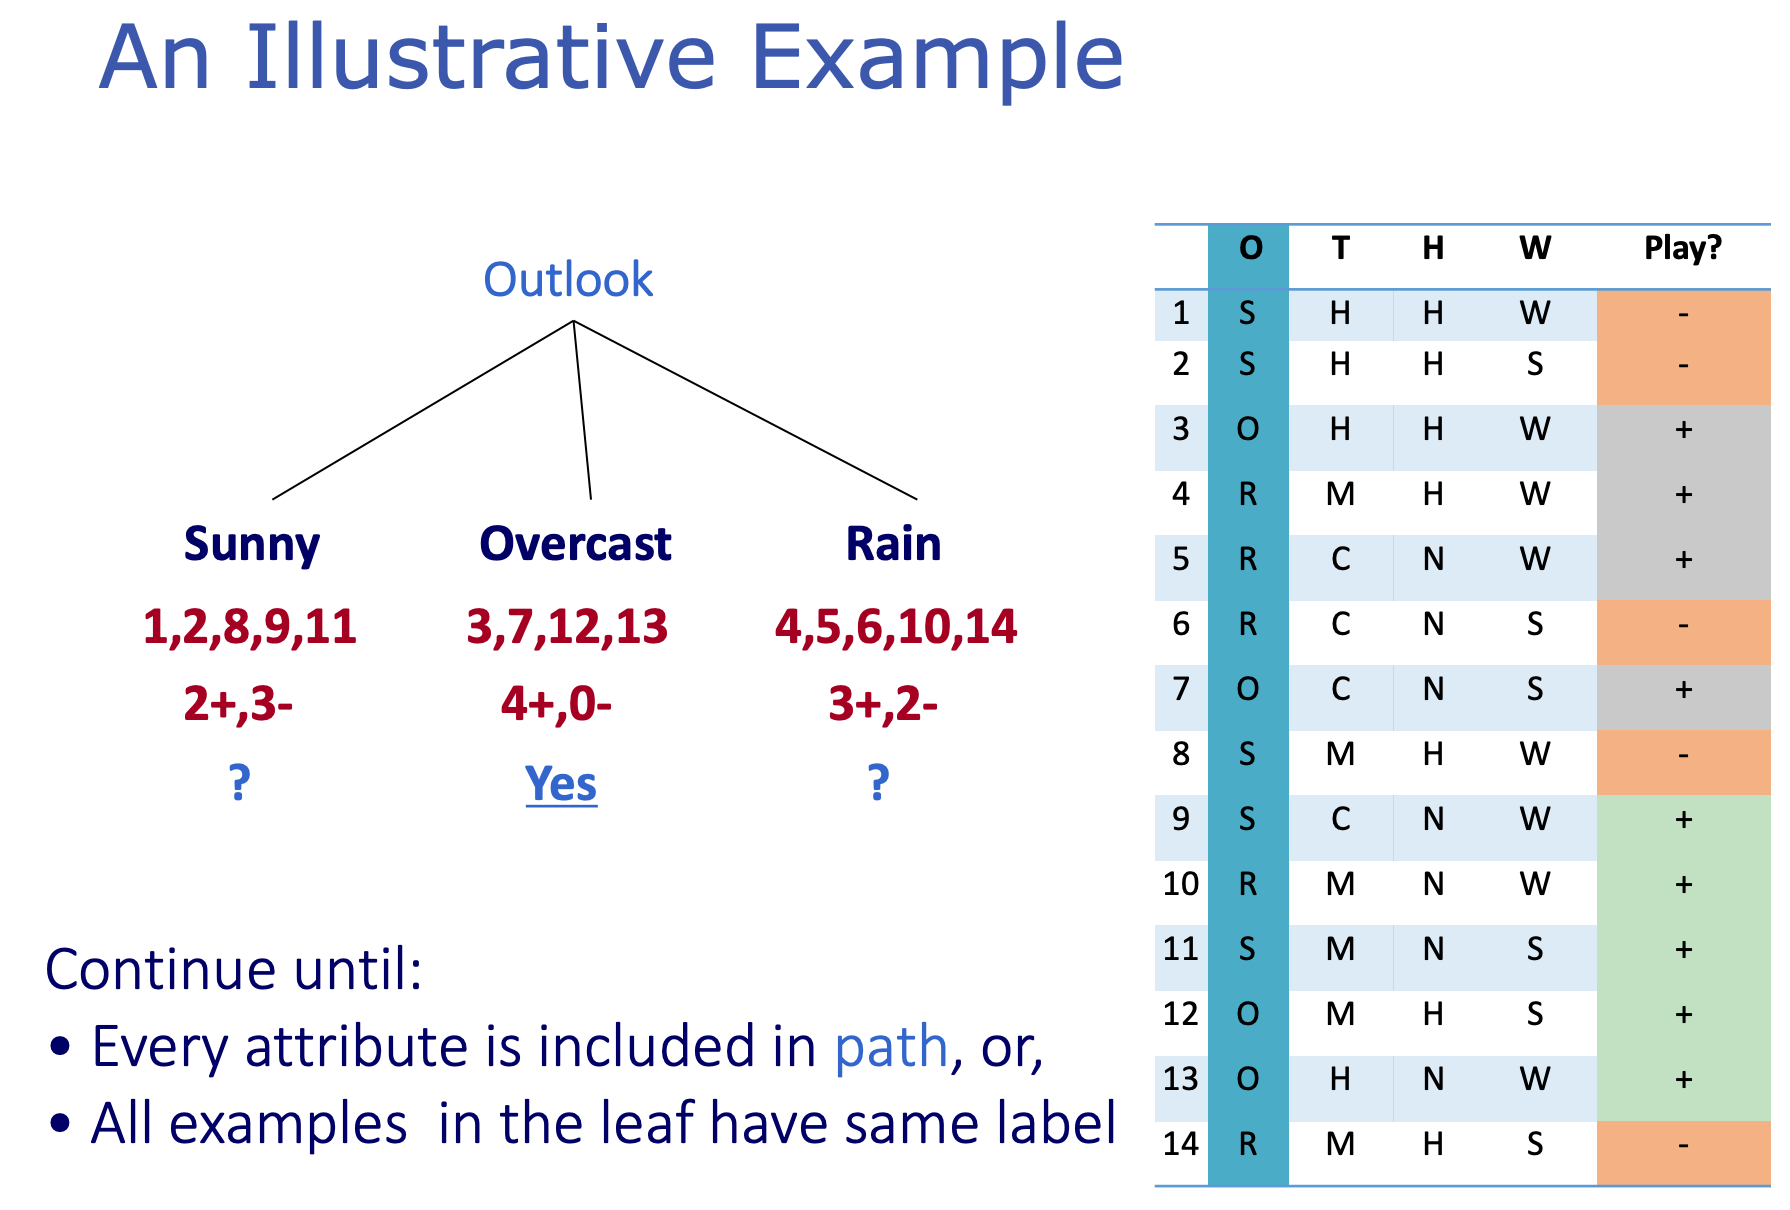 An Illustrative Example
Outlook
Sunny Overcast Rain
1,2,8,9,11 3,7,12,13 4,5,6,10,14
2+,3- 4+,0- 3+,2-
? Yes ?
Continue until:
• Every attribute is included in path, or,
• All examples in the leaf have same label
O T H W Play?
1 S H H W -
2 S H H S -
3 O H H W +
4 R M H W +
5 R C N W +
6 R C N S -
7 O C N S +
8 S M H W -
9 S C N W +
10 R M N W +
11 S M N S +
12 O M H S +
13 O H N W +
14 R M H S -